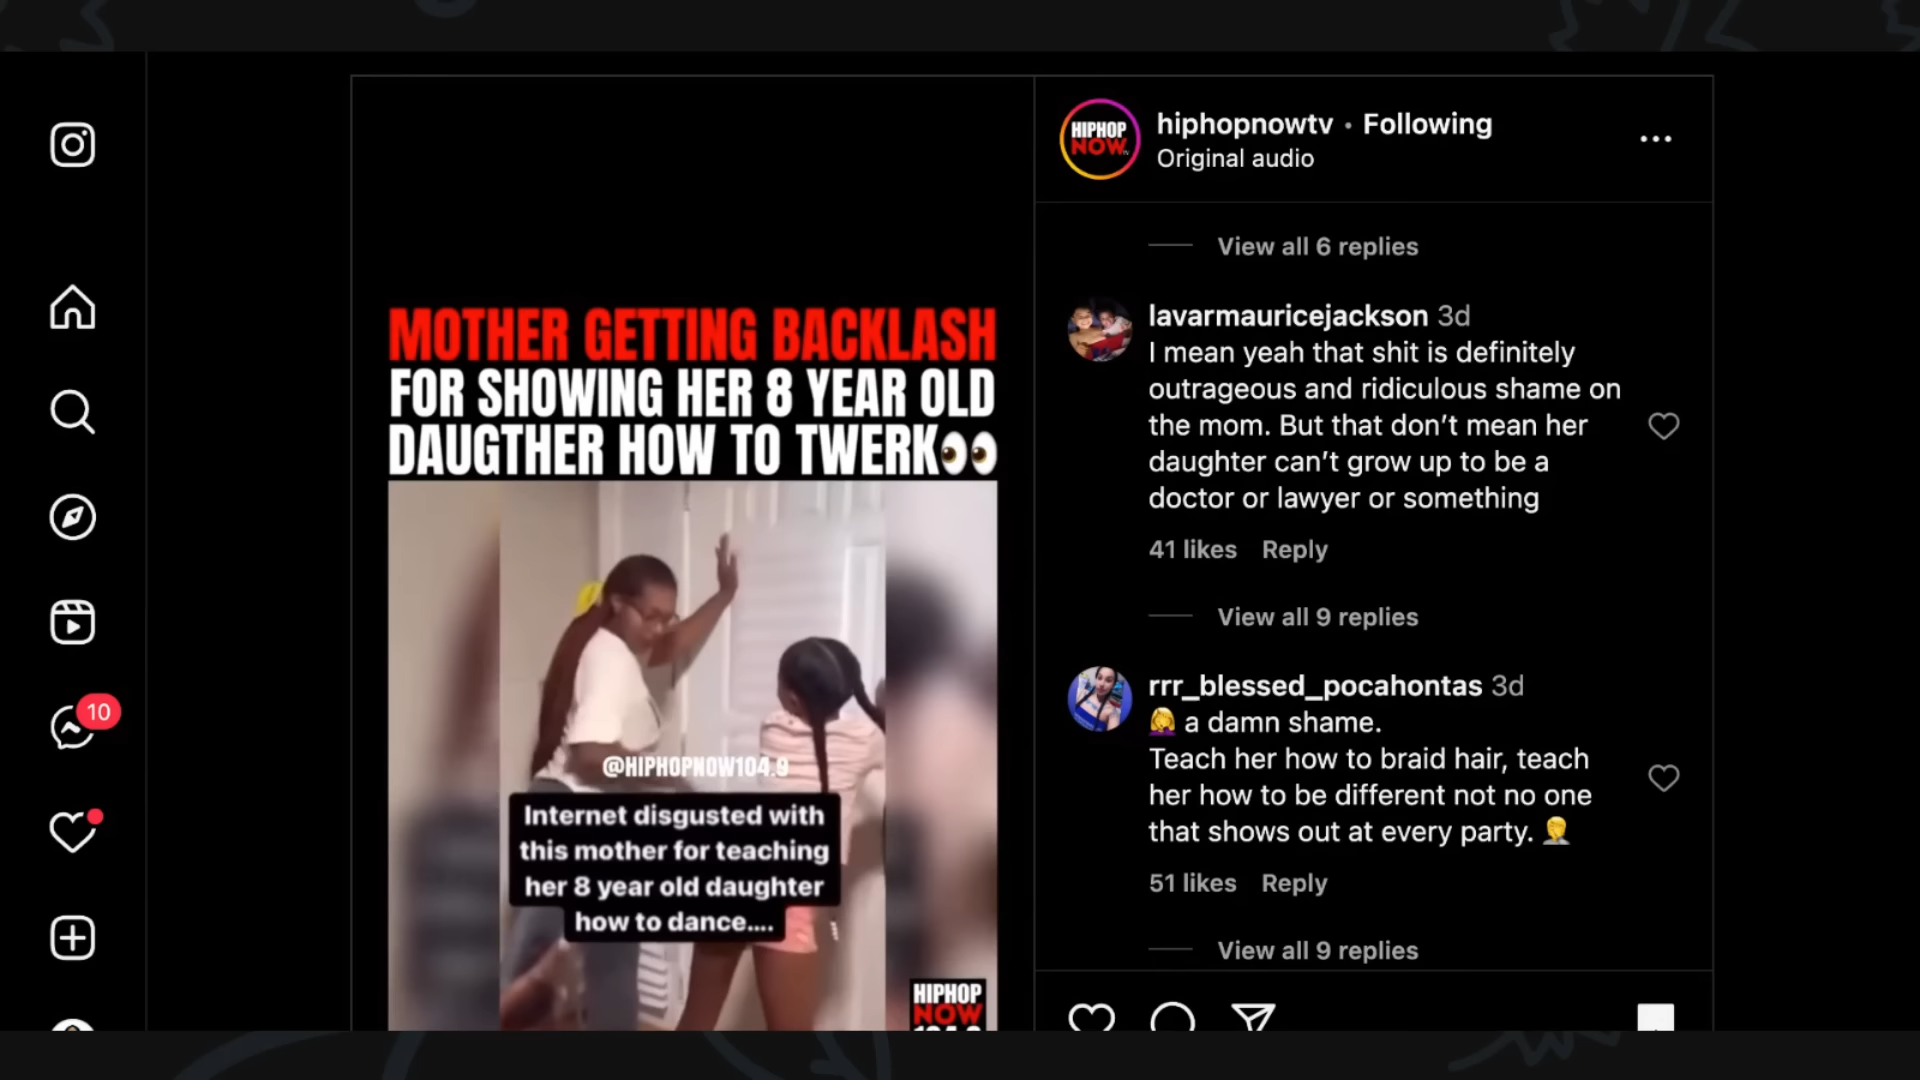 MOTHER GETTING BACKLASH
FOR SHOWING HER 8 YEAR OLD
DAUGTHER HOW TO TWERK👀
@HIPHOPNOW104.9
Internet disgusted with
this mother for teaching
her 8 year old daughter
how to dance....
HIPHOP
NOW
10
HIPHOP
NOW
hiphopnowtv • Following
Original audio
View all 6 replies
lavarmauricejackson 3d
I mean yeah that shit is definitely
outrageous and ridiculous shame on
the mom. But that don’t mean her
daughter can’t grow up to be a
doctor or lawyer or something
41 likes Reply
View all 9 replies
rrr_blessed_pocahontas 3d
🤦‍♀️ a damn shame.
Teach her how to braid hair, teach
her how to be different not no one
that shows out at every party. 🤦
51 likes Reply
View all 9 replies